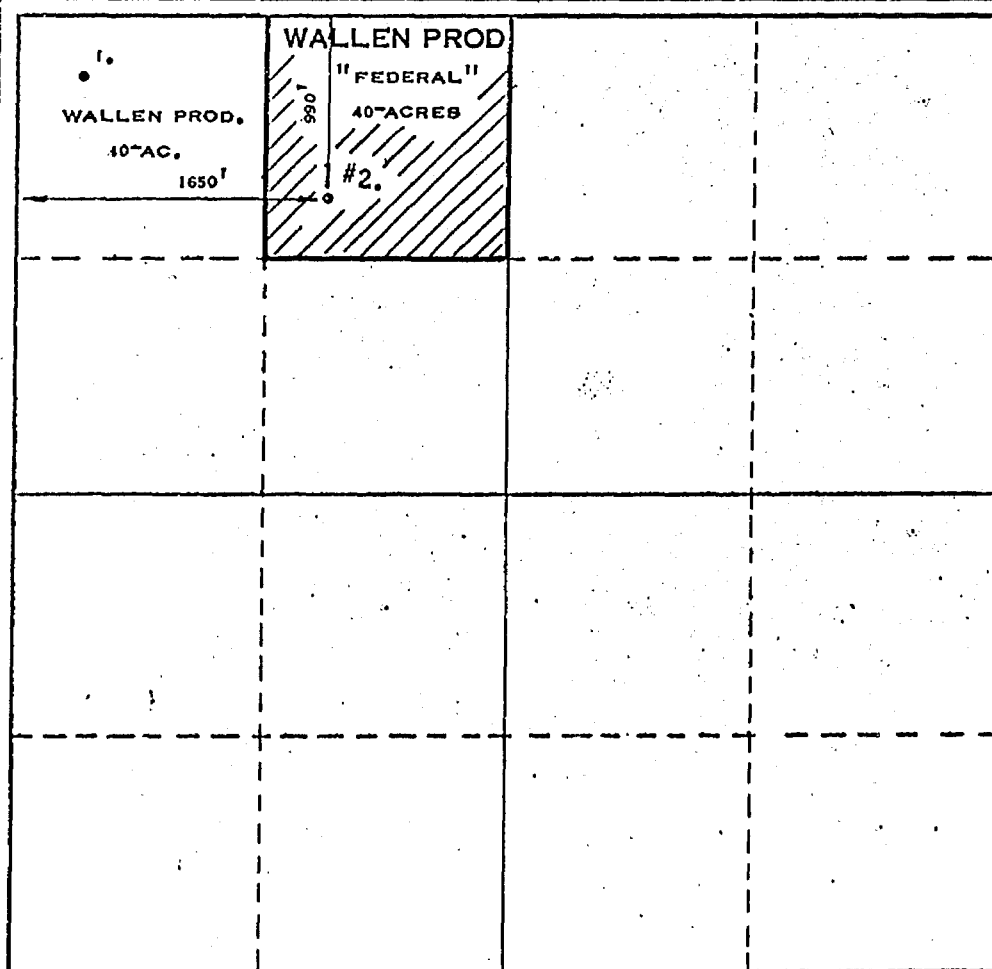 1.
WALLEN PROD.
40-AC.
1650'
WALLEN PROD
"FEDERAL"
40-ACRES
990'
#2.